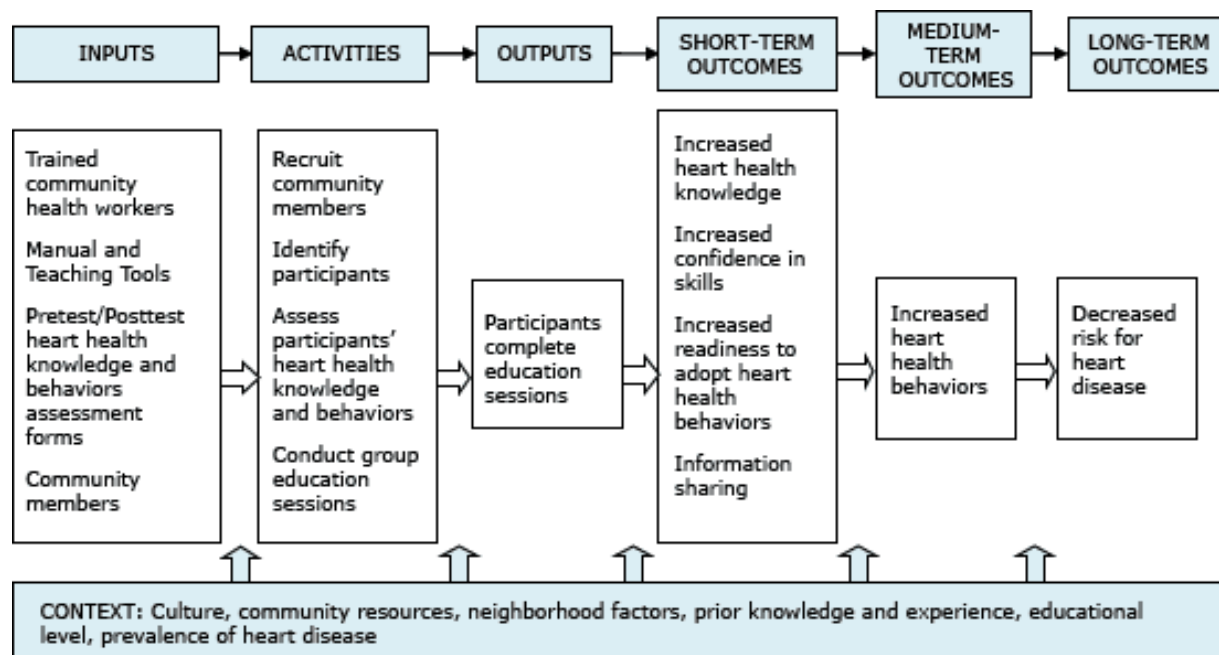 INPUTS
ACTIVITIES
OUTPUTS
SHORT-TERM
OUTCOMES
MEDIUM-
TERM
OUTCOMES
LONG-TERM
OUTCOMES
Trained
community
health workers
Manual and
Teaching Tools
Pretest/Posttest
heart health
knowledge and
behaviors
assessment
forms
Community
members
Recruit
community
members
Identify
participants
Assess
participants’
heart health
knowledge
and behaviors
Conduct group
education
sessions
Participants
complete
education
sessions
Increased
heart health
knowledge
Increased
confidence in
skills
Increased
readiness to
adopt heart
health
behaviors
Information
sharing
Increased
heart
health
behaviors
Decreased
risk for
heart
disease
CONTEXT: Culture, community resources, neighborhood factors, prior knowledge and experience, educational
level, prevalence of heart disease